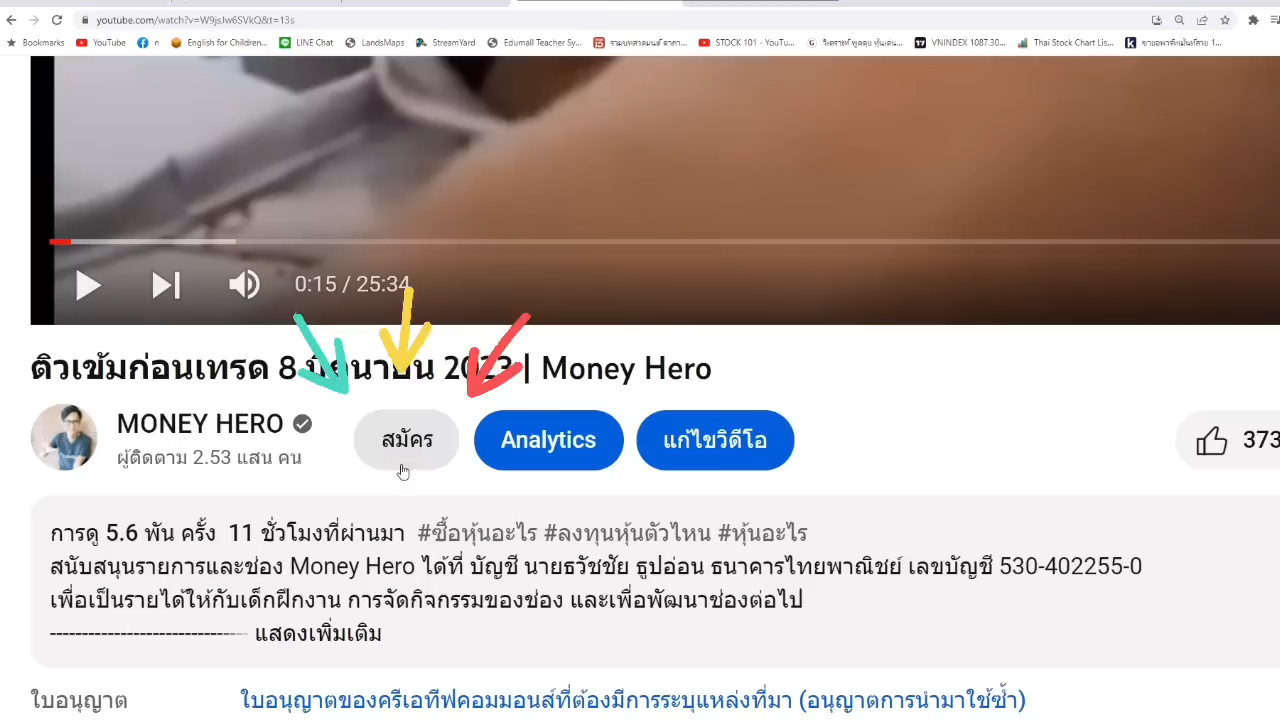 youtube.com/watch?v=W9jsJw6SVkQ&t=13s
Bookmarks YouTube ก English for Children... LINE Chat LandsMaps StreamYard Edumall Teacher Sy... STOCK 101 - YouTu... VNINDEX 1087.30... Thai Stock Chart Lis...
0:15 / 25:34
ติวเข้มก่อนเทรด 8 มิถุนายน 2023 | Money Hero
MONEY HERO
สมัคร
Analytics
แก้ไขวิดีโอ
373
ผู้ติดตาม 2.53 แสน คน
การดู 5.6 พัน ครั้ง 11 ชั่วโมงที่ผ่านมา #ซื้อหุ้นอะไร #ลงทุนหุ้นตัวไหน #หุ้นอะไร
สนับสนุนรายการและช่อง Money Hero ได้ที่ บัญชี นายธวัชชัย ธูปอ่อน ธนาคารไทยพาณิชย์ เลขบัญชี 530-402255-0
เพื่อเป็นรายได้ให้กับเด็กฝึกงาน การจัดกิจกรรมของช่อง และเพื่อพัฒนาช่องต่อไป
------------------------------- แสดงเพิ่มเติม
ใบอนุญาต ใบอนุญาตของครีเอทีฟคอมมอนส์ที่ต้องมีการระบุแหล่งที่มา (อนุญาตการนำมาใช้ซ้ำ)